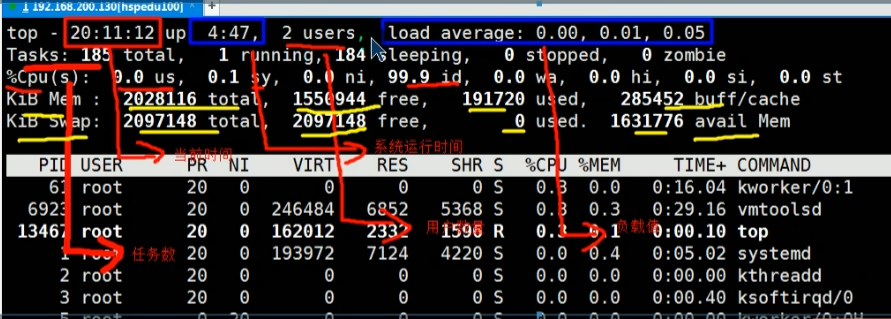 1 192.168.200.130[hspedu100]
top - 20:11:12 up 4:47, 2 users, load average: 0.00, 0.01, 0.05
Tasks: 185 total, 1 running, 184 sleeping, 0 stopped, 0 zombie
%Cpu(s): 0.0 us, 0.1 sy, 0.0 ni, 99.9 id, 0.0 wa, 0.0 hi, 0.0 si, 0.0 st
KiB Mem : 2028116 total, 1550944 free, 191720 used, 285452 buff/cache
KiB Swap: 2097148 total, 2097148 free, 0 used. 1631776 avail Mem
当前时间 系统运行时间
PID USER PR NI VIRT RES SHR S %CPU %MEM TIME+ COMMAND
61 root 20 0 0 0 0 S 0.3 0.0 0:16.04 kworker/0:1
6923 root 20 0 246484 6852 5368 S 0.0 0.3 0:29.16 vmtoolsd
用户数量 负载值
13467 root 20 0 162012 2332 1596 R 0.3 0.1 0:00.10 top
任务数
1 root 20 0 193972 7124 4220 S 0.0 0.4 0:05.02 systemd
2 root 20 0 0 0 0 S 0.0 0.0 0:00.00 kthreadd
3 root 20 0 0 0 0 S 0.0 0.0 0:00.40 ksoftirqd/0